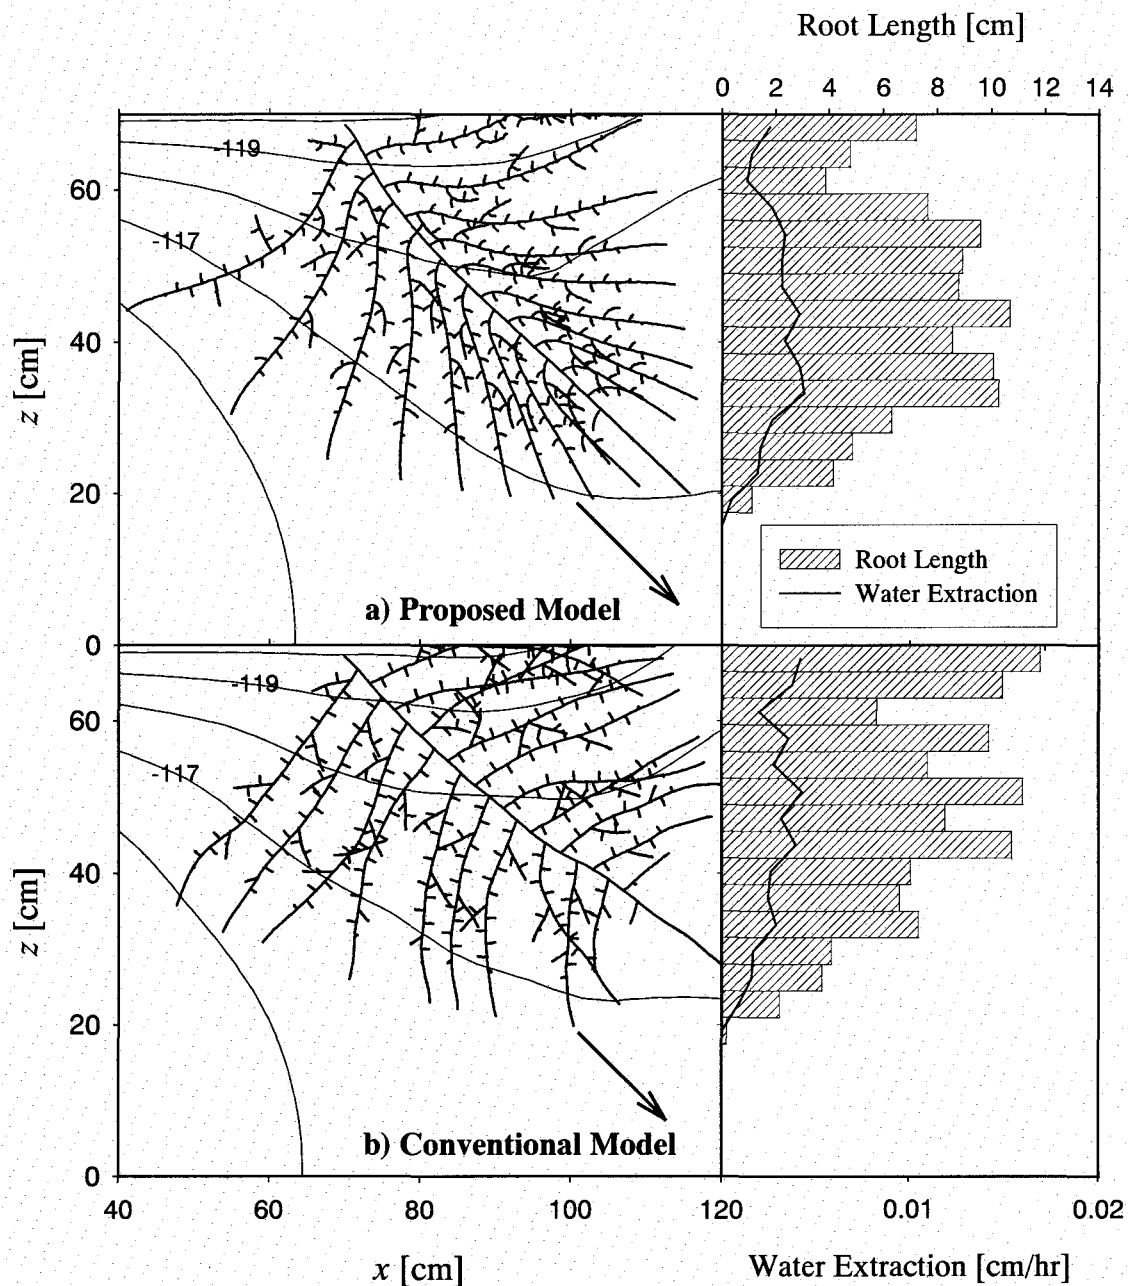 Root Length [cm]
0 2 4 6 8 10 12 14
-119
60
-117
40
z [cm]
20
Root Length
Water Extraction
a) Proposed Model
0
-119
60
-117
40
z [cm]
20
b) Conventional Model
0
40 60 80 100 120 0.01 0.02
x [cm] Water Extraction [cm/hr]